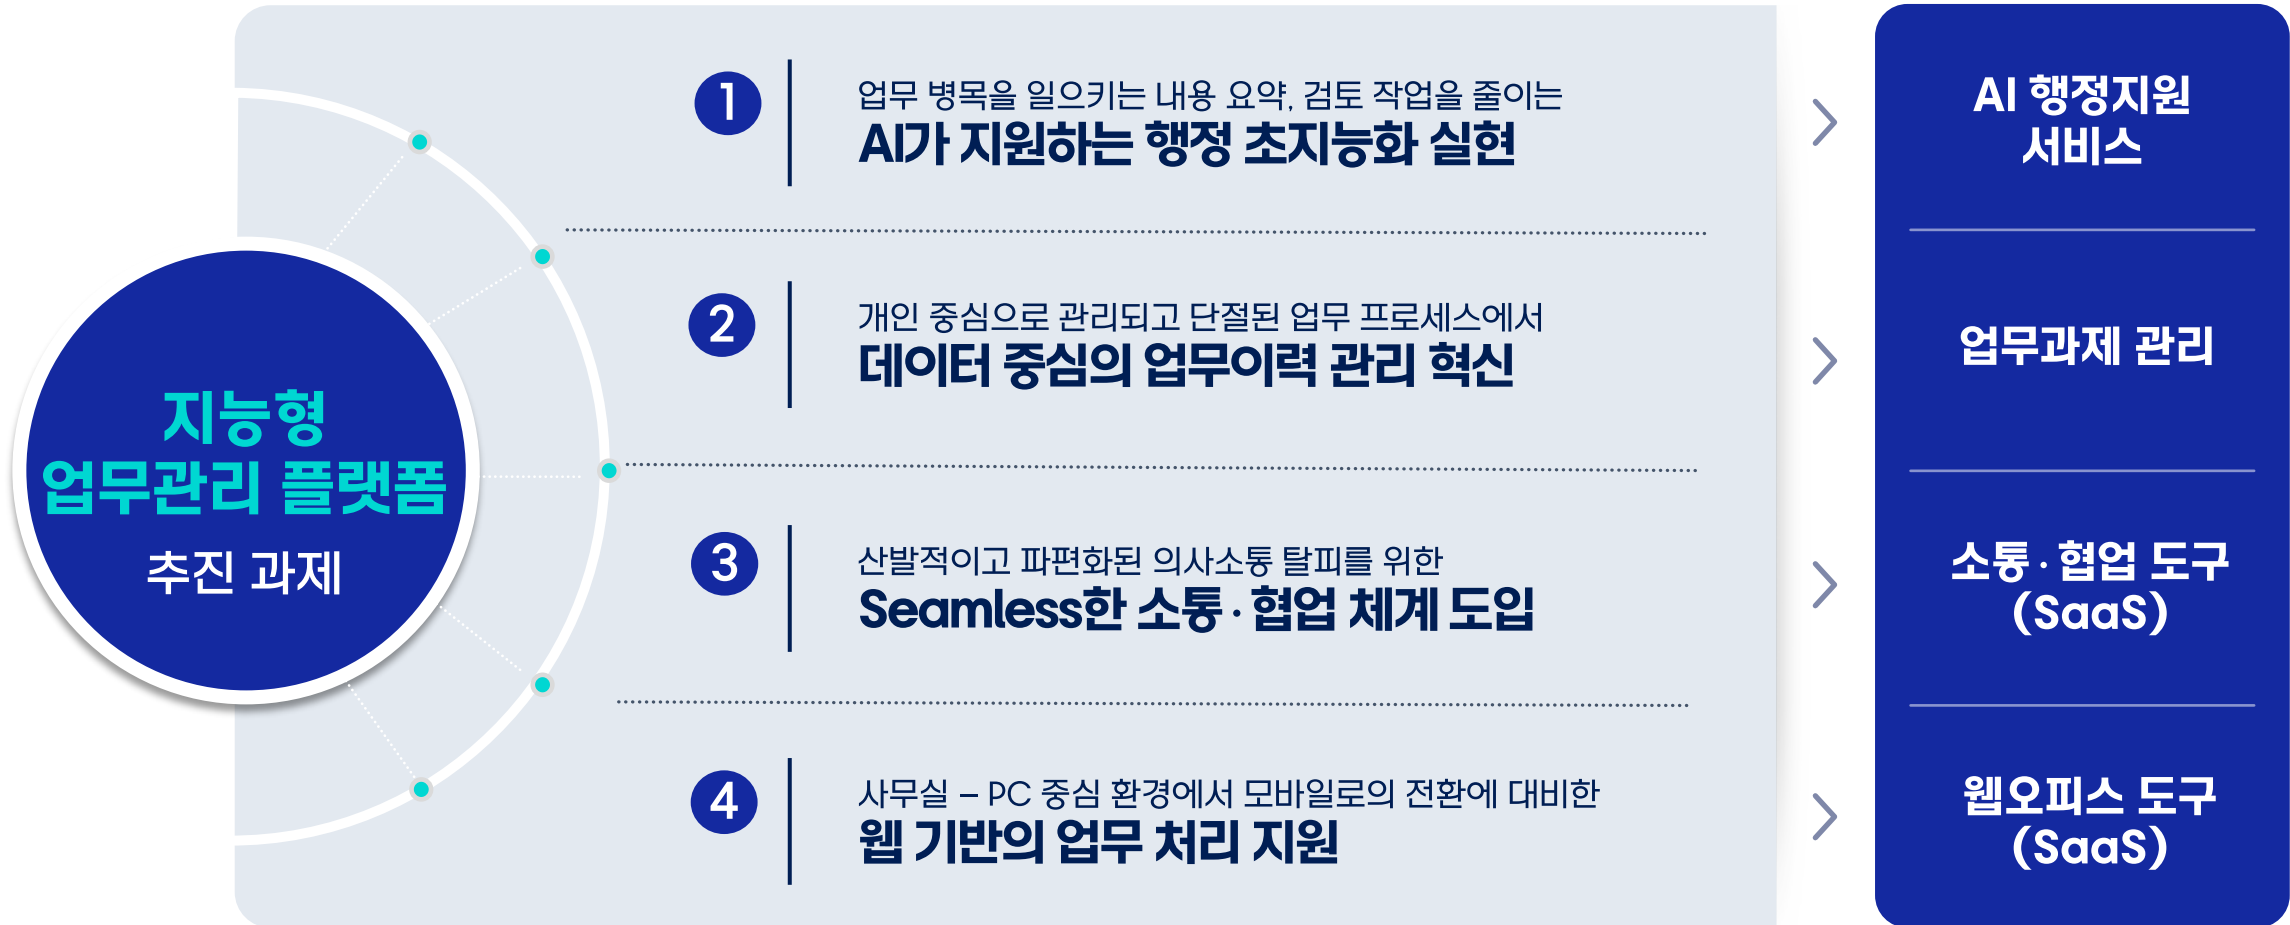 지능형
업무관리 플랫폼
추진 과제
1
업무 병목을 일으키는 내용 요약, 검토 작업을 줄이는
AI가 지원하는 행정 초지능화 실현
AI 행정지원
서비스
2
개인 중심으로 관리되고 단절된 업무 프로세스에서
데이터 중심의 업무이력 관리 혁신
업무과제 관리
3
산발적이고 파편화된 의사소통 탈피를 위한
Seamless한 소통 · 협업 체계 도입
소통 · 협업 도구
(SaaS)
4
사무실 – PC 중심 환경에서 모바일로의 전환에 대비한
웹 기반의 업무 처리 지원
웹오피스 도구
(SaaS)